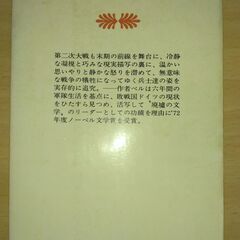 第二次大戦も末期の前線を舞台に、冷静
な凝視と巧みな現実描写の裏に、温かい
思いやりと静かな怒りを潜めて、無意味
な戦争の犠牲になってゆく兵士達の姿を
実存的に追究。――作者ベルは六年間の
軍隊生活を基点に、敗戦国ドイツの現状
をひたすら見つめ、活写して〝廃墟の文
学〟のリーダーとしての功績を理由に'72
年度ノーベル文学賞を受賞。